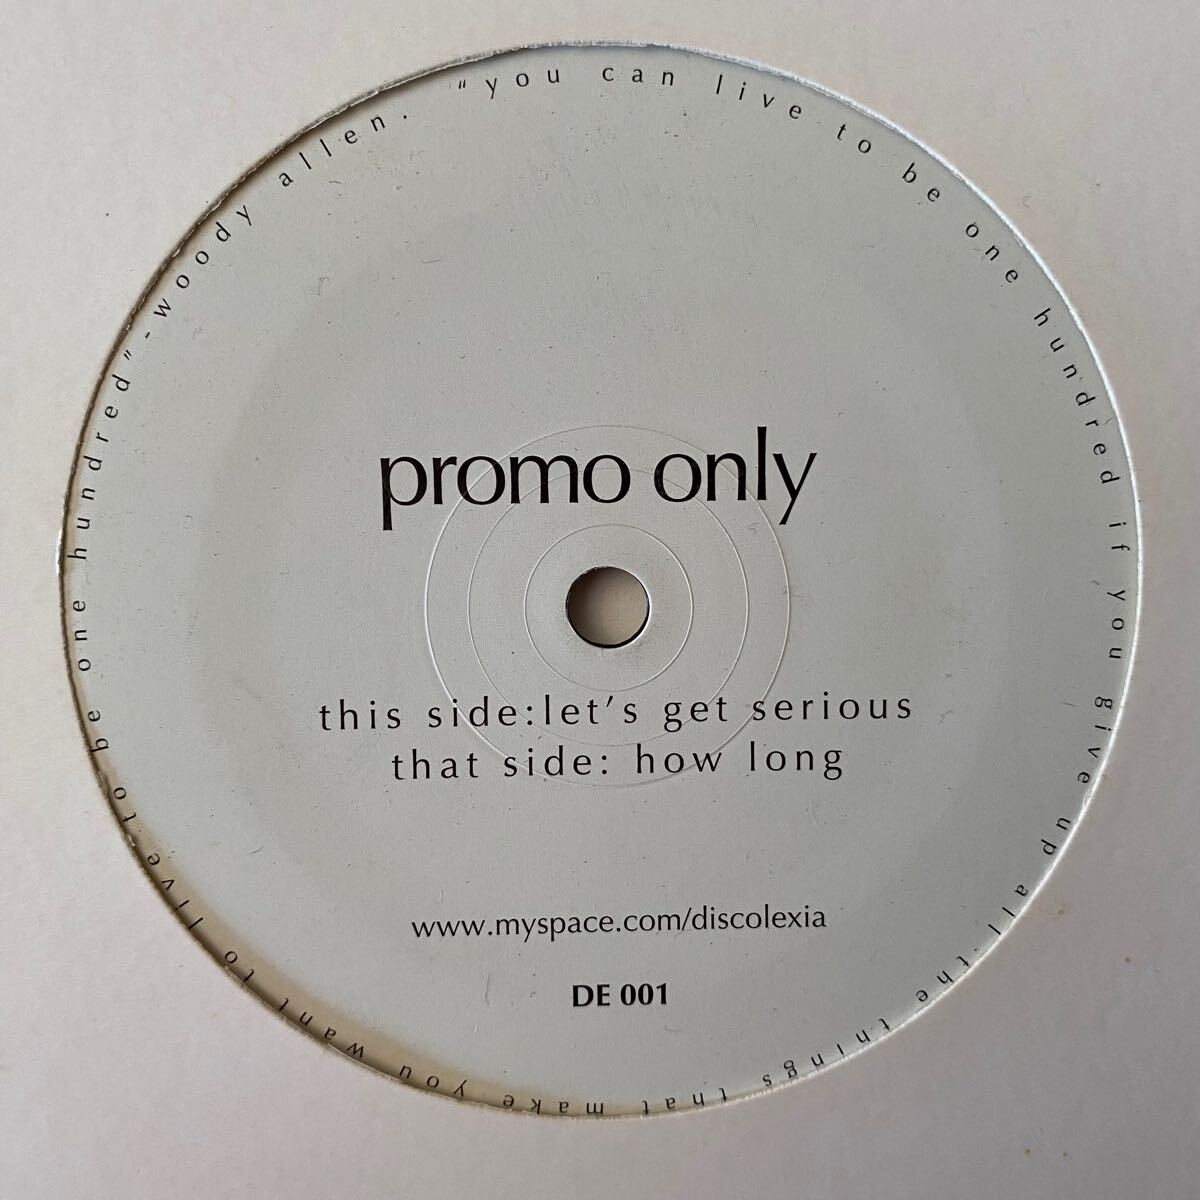 "you can live to be one hundred if you give up all the things that make you want to live to be one hundred" -woody allen.
promo only
this side:let's get serious
that side: how long
www.myspace.com/discolexia
DE 001